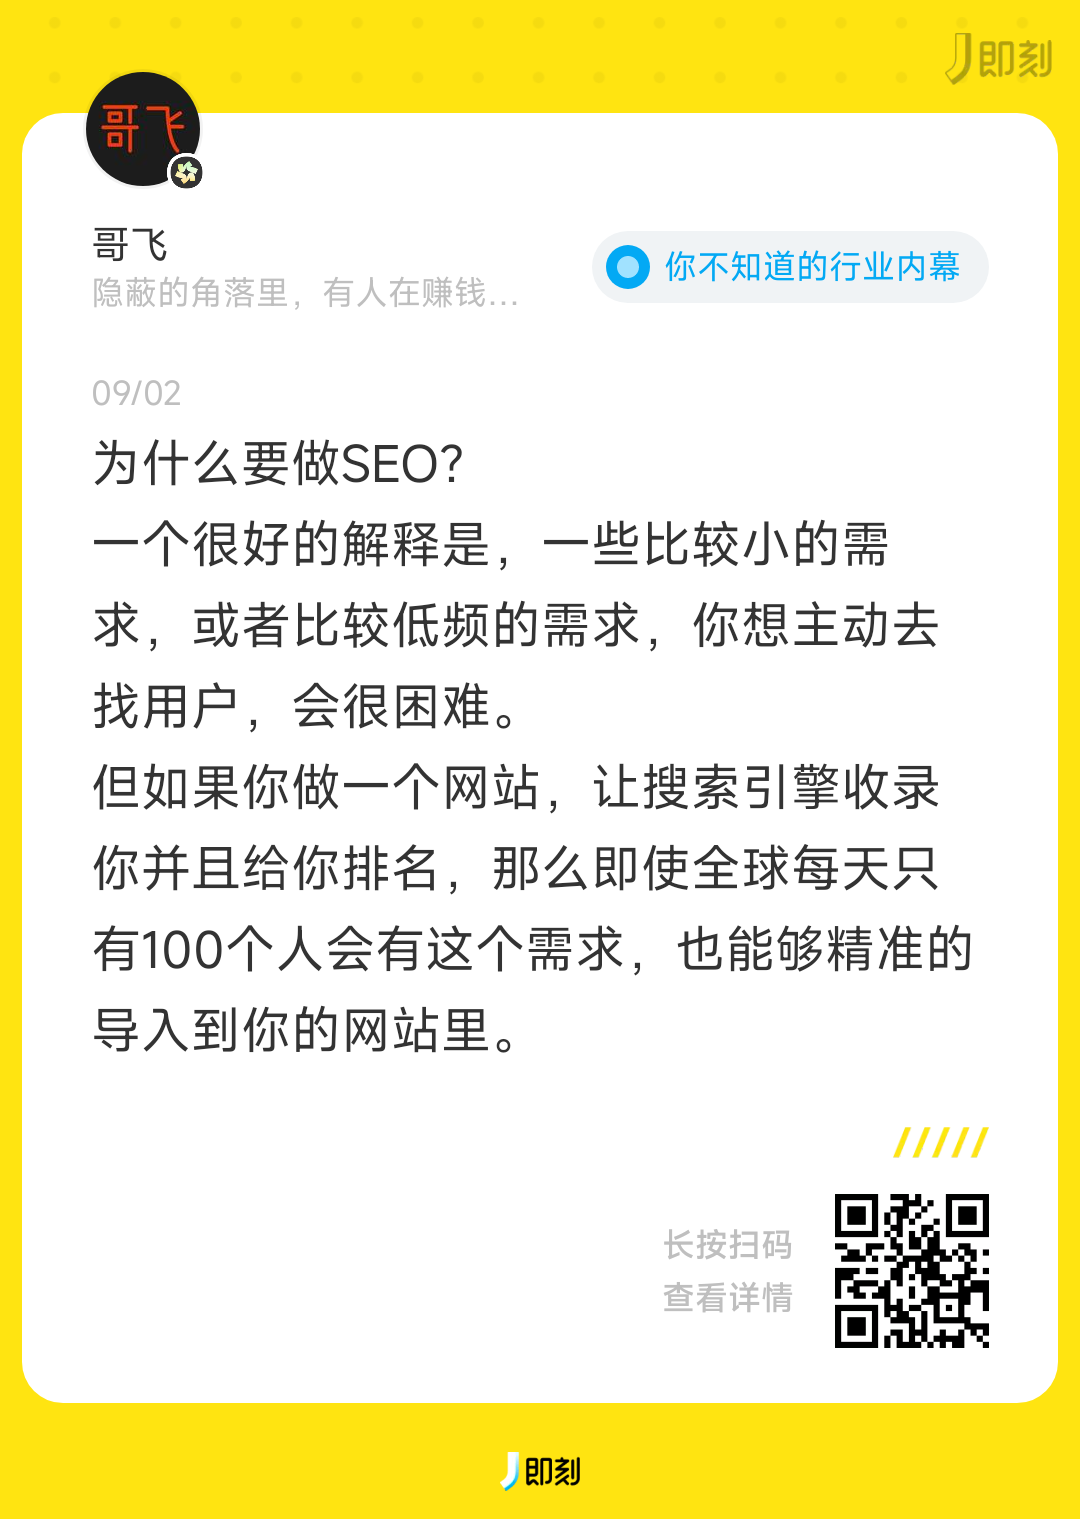 即刻
哥飞
哥飞
隐蔽的角落里，有人在赚钱...
你不知道的行业内幕
09/02
为什么要做SEO？
一个很好的解释是，一些比较小的需
求，或者比较低频的需求，你想主动去
找用户，会很困难。
但如果你做一个网站，让搜索引擎收录
你并且给你排名，那么即使全球每天只
有100个人会有这个需求，也能够精准的
导入到你的网站里。
长按扫码
查看详情
即刻